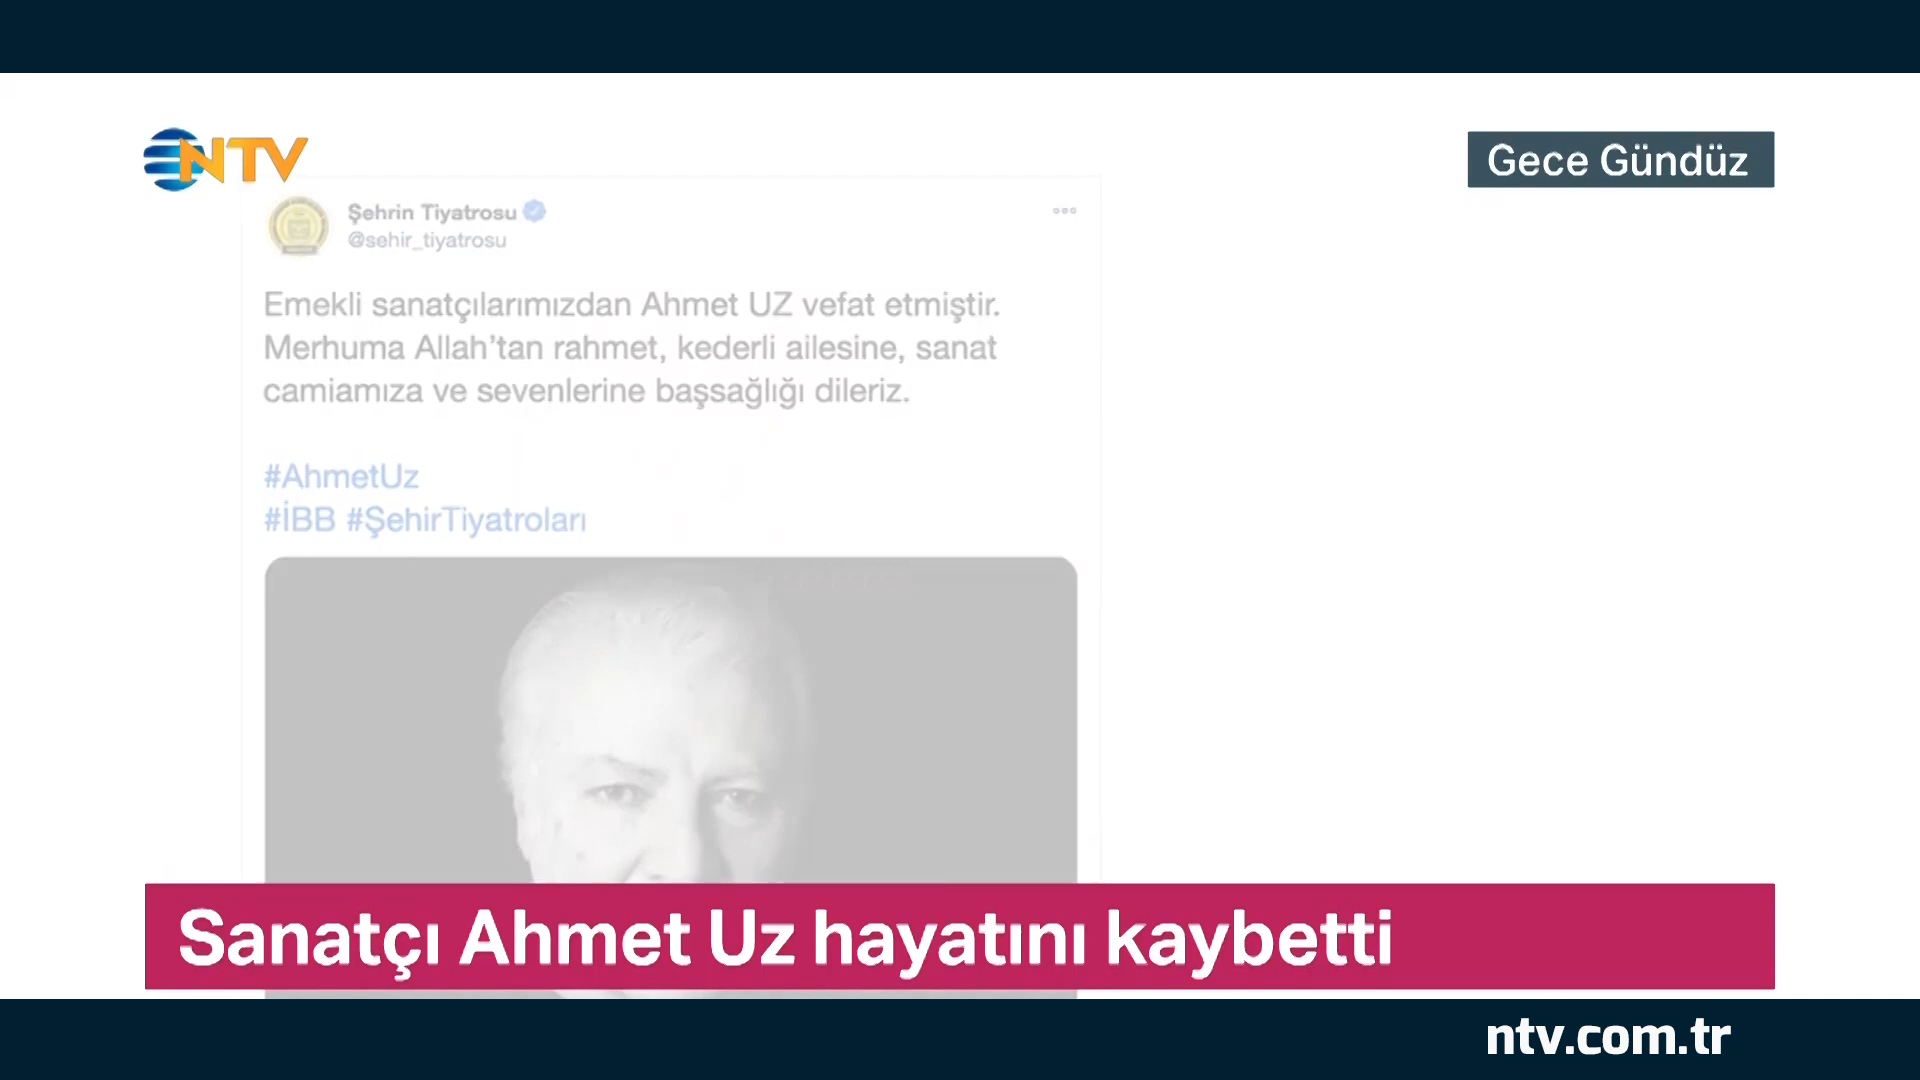 NTV
Gece Gündüz
Şehrin Tiyatrosu
@sehir_tiyatrosu
Emekli sanatçılarımızdan Ahmet UZ vefat etmiştir.
Merhuma Allah’tan rahmet, kederli ailesine, sanat
camiamıza ve sevenlerine başsağlığı dileriz.
#AhmetUz
#İBB #ŞehirTiyatroları
Sanatçı Ahmet Uz hayatını kaybetti
ntv.com.tr